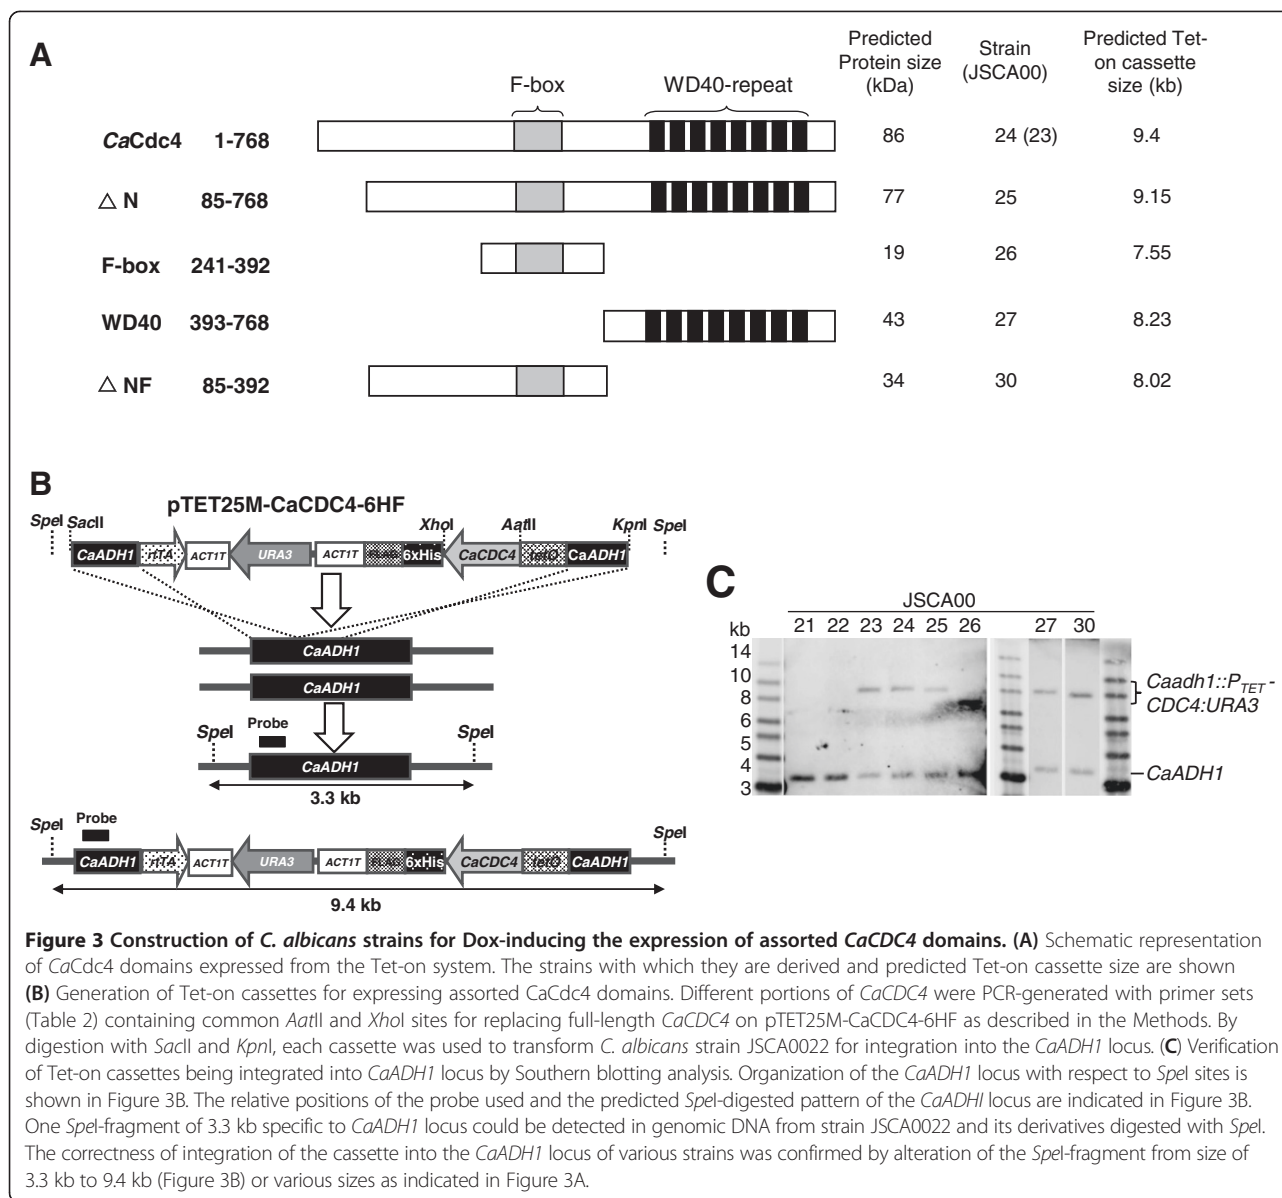 A
Predicted Protein size (kDa)
Strain (JSCA00)
Predicted Tet-on cassette size (kb)
F-box
WD40-repeat
CaCdc4 1-768 86 24 (23) 9.4
△ N 85-768 77 25 9.15
F-box 241-392 19 26 7.55
WD40 393-768 43 27 8.23
△ NF 85-392 34 30 8.02
B
pTET25M-CaCDC4-6HF
SpeI SacII XhoI AatII KpnI SpeI
CaADH1 rtTA ACT1T URA3 ACT1T FLAG 6xHis CaCDC4 tetO CaADH1
CaADH1
CaADH1
Probe
SpeI SpeI
CaADH1
3.3 kb
Probe
SpeI SpeI
CaADH1 rtTA ACT1T URA3 ACT1T FLAG 6xHis CaCDC4 tetO CaADH1
9.4 kb
C
JSCA00
kb 21 22 23 24 25 26 27 30
14
10
8
6
5
4
3
Caadh1::PTET-
CDC4:URA3
CaADH1
Figure 3 Construction of C. albicans strains for Dox-inducing the expression of assorted CaCDC4 domains. (A) Schematic representation
of CaCdc4 domains expressed from the Tet-on system. The strains with which they are derived and predicted Tet-on cassette size are shown
(B) Generation of Tet-on cassettes for expressing assorted CaCdc4 domains. Different portions of CaCDC4 were PCR-generated with primer sets
(Table 2) containing common AatII and XhoI sites for replacing full-length CaCDC4 on pTET25M-CaCDC4-6HF as described in the Methods. By
digestion with SacII and KpnI, each cassette was used to transform C. albicans strain JSCA0022 for integration into the CaADH1 locus. (C) Verification
of Tet-on cassettes being integrated into CaADH1 locus by Southern blotting analysis. Organization of the CaADH1 locus with respect to SpeI sites is
shown in Figure 3B. The relative positions of the probe used and the predicted SpeI-digested pattern of the CaADHI locus are indicated in Figure 3B.
One SpeI-fragment of 3.3 kb specific to CaADH1 locus could be detected in genomic DNA from strain JSCA0022 and its derivatives digested with SpeI.
The correctness of integration of the cassette into the CaADH1 locus of various strains was confirmed by alteration of the SpeI-fragment from size of
3.3 kb to 9.4 kb (Figure 3B) or various sizes as indicated in Figure 3A.